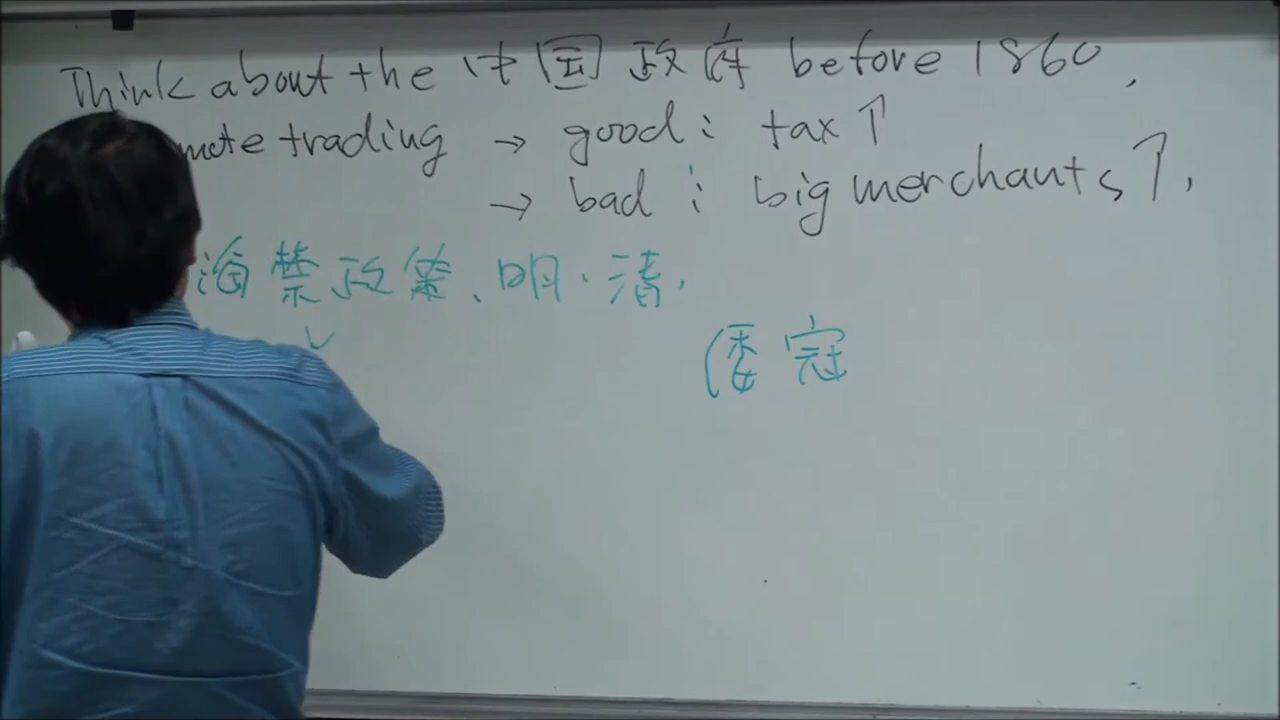 Think about the 中国 政府 before 1860,
mote trading → good: tax ↑
→ bad: big merchants ↑,
海禁政策、明·清,
(倭寇